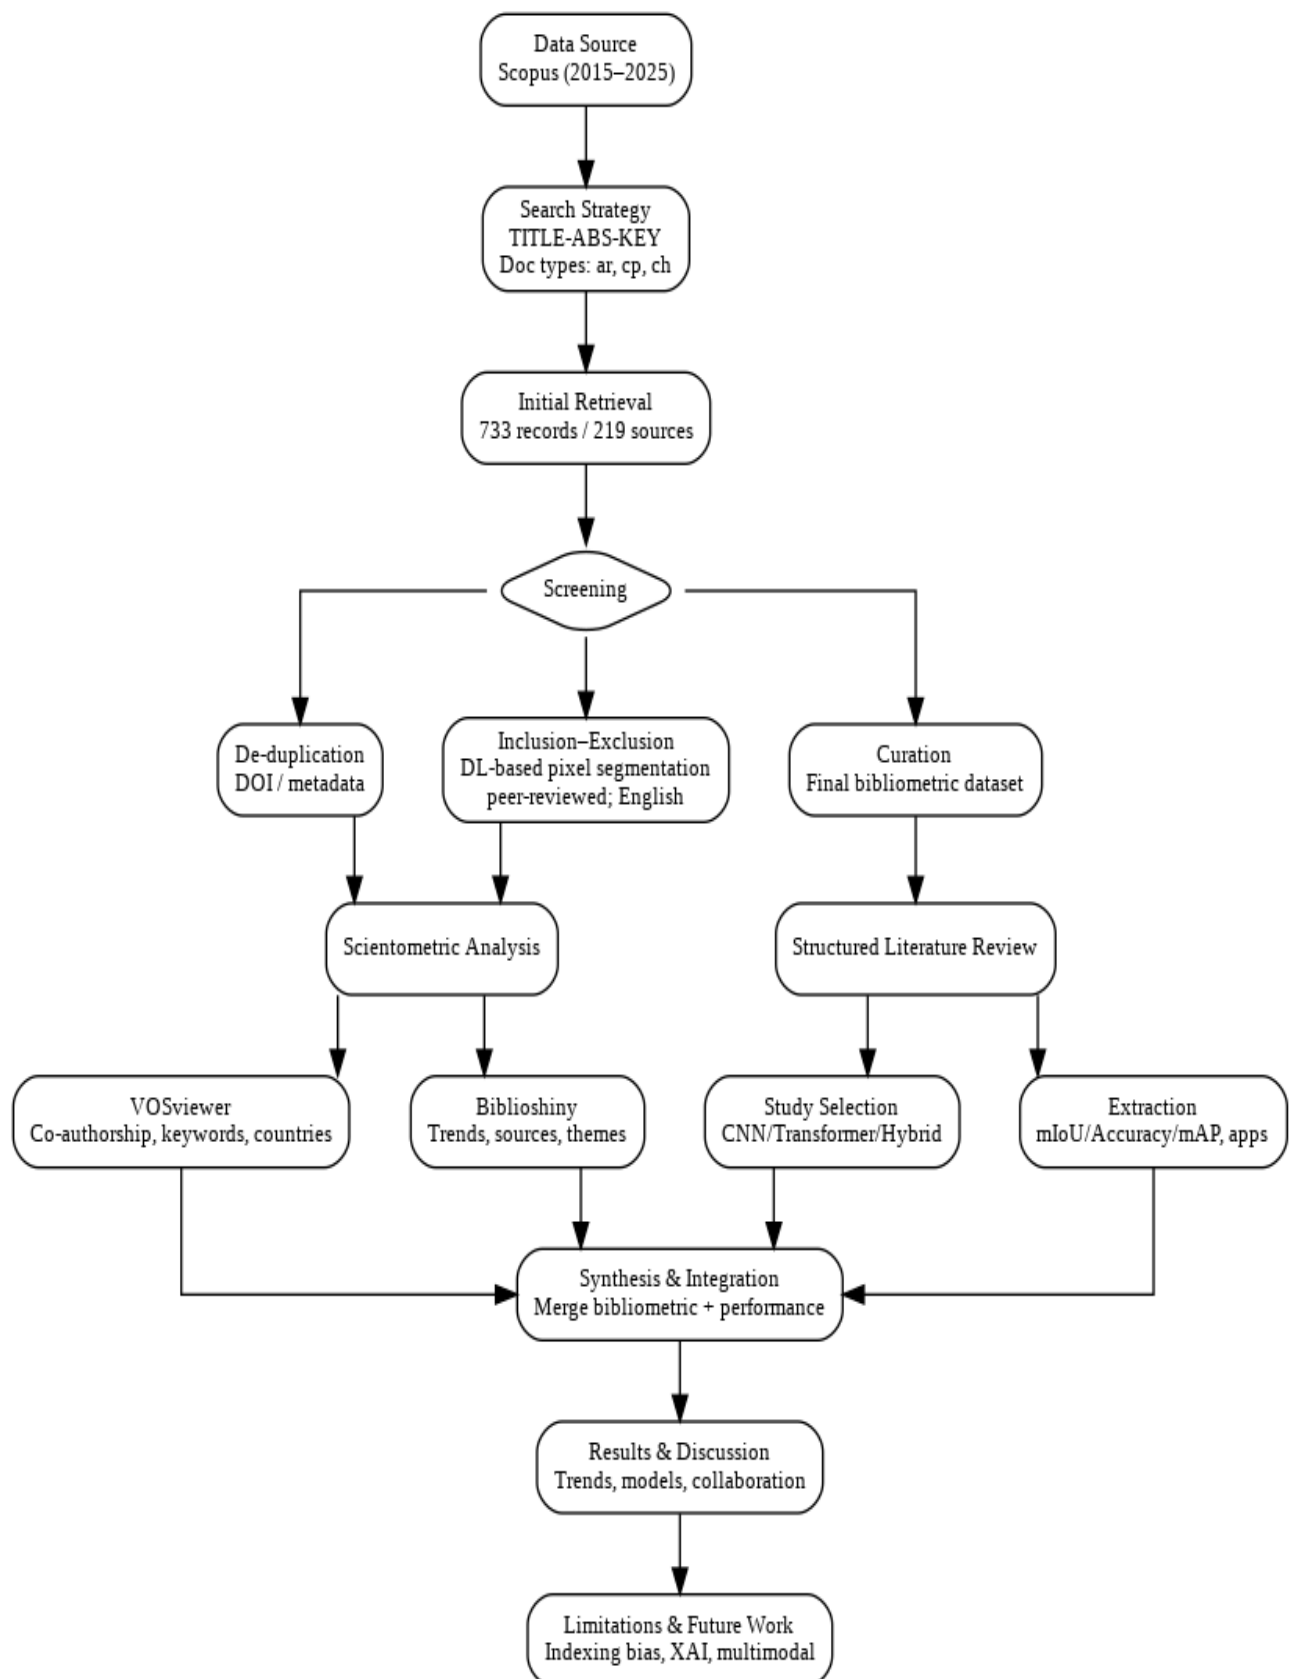 Data Source
Scopus (2015–2025)
Search Strategy
TITLE-ABS-KEY
Doc types: ar, cp, ch
Initial Retrieval
733 records / 219 sources
Screening
De-duplication
DOI / metadata
Inclusion–Exclusion
DL-based pixel segmentation
peer-reviewed; English
Curation
Final bibliometric dataset
Scientometric Analysis
Structured Literature Review
VOSviewer
Co-authorship, keywords, countries
Biblioshiny
Trends, sources, themes
Study Selection
CNN/Transformer/Hybrid
Extraction
mIoU/Accuracy/mAP, apps
Synthesis & Integration
Merge bibliometric + performance
Results & Discussion
Trends, models, collaboration
Limitations & Future Work
Indexing bias, XAI, multimodal